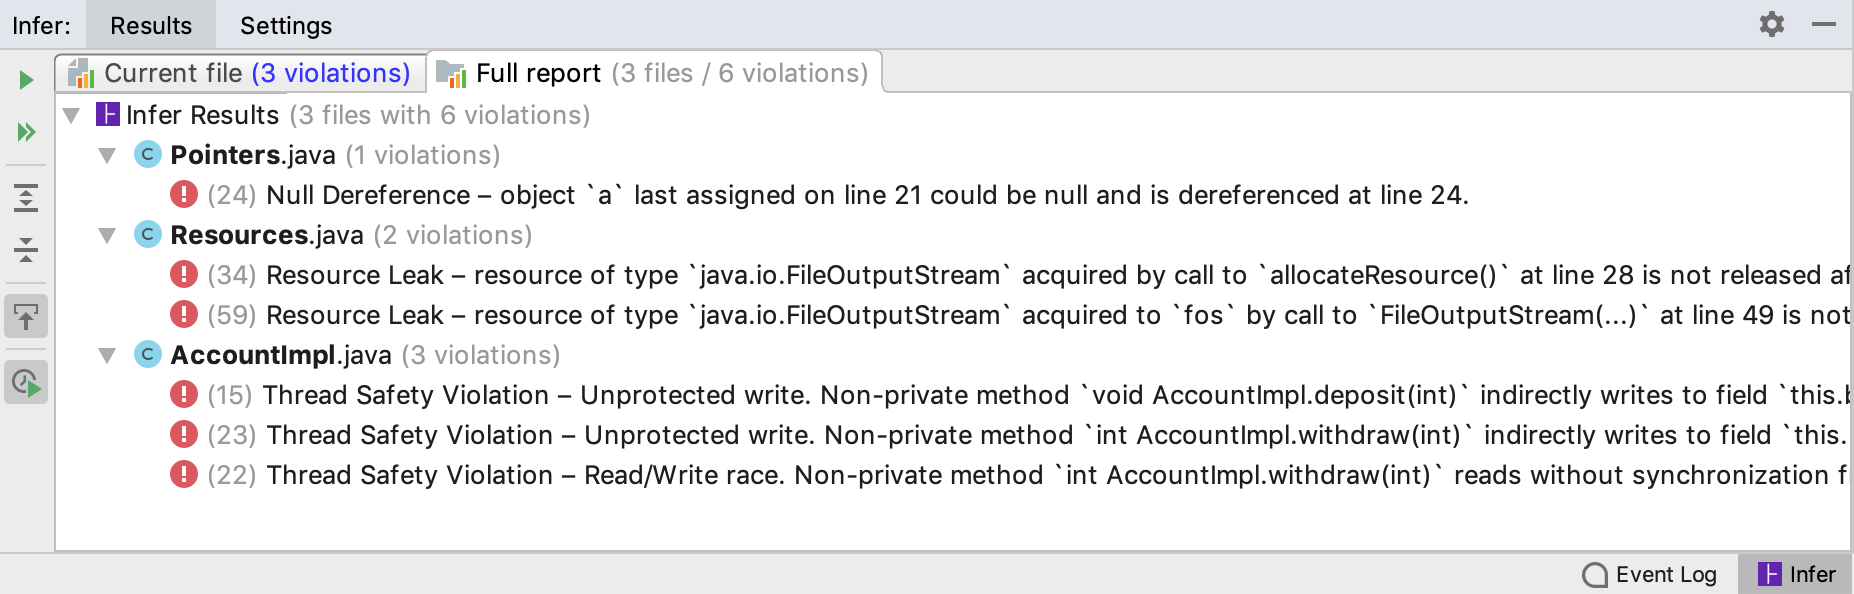 Infer: Results Settings
Current file (3 violations) Full report (3 files / 6 violations)
Infer Results (3 files with 6 violations)
C Pointers.java (1 violations)
(24) Null Dereference – object `a` last assigned on line 21 could be null and is dereferenced at line 24.
C Resources.java (2 violations)
(34) Resource Leak – resource of type `java.io.FileOutputStream` acquired by call to `allocateResource()` at line 28 is not released af
(59) Resource Leak – resource of type `java.io.FileOutputStream` acquired to `fos` by call to `FileOutputStream(...)` at line 49 is not
C AccountImpl.java (3 violations)
(15) Thread Safety Violation – Unprotected write. Non-private method `void AccountImpl.deposit(int)` indirectly writes to field `this.b
(23) Thread Safety Violation – Unprotected write. Non-private method `int AccountImpl.withdraw(int)` indirectly writes to field `this.
(22) Thread Safety Violation – Read/Write race. Non-private method `int AccountImpl.withdraw(int)` reads without synchronization f
Event Log Infer